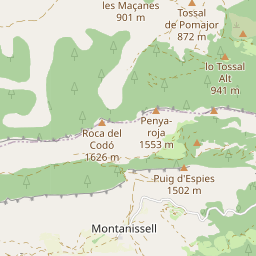 les Maçanes
901 m
Tossal
de Pomajor
872 m
lo Tossal
Alt
941 m
Roca del
Codó
1626 m
Penya-
roja
1553 m
Puig d'Espies
1502 m
Montanissell